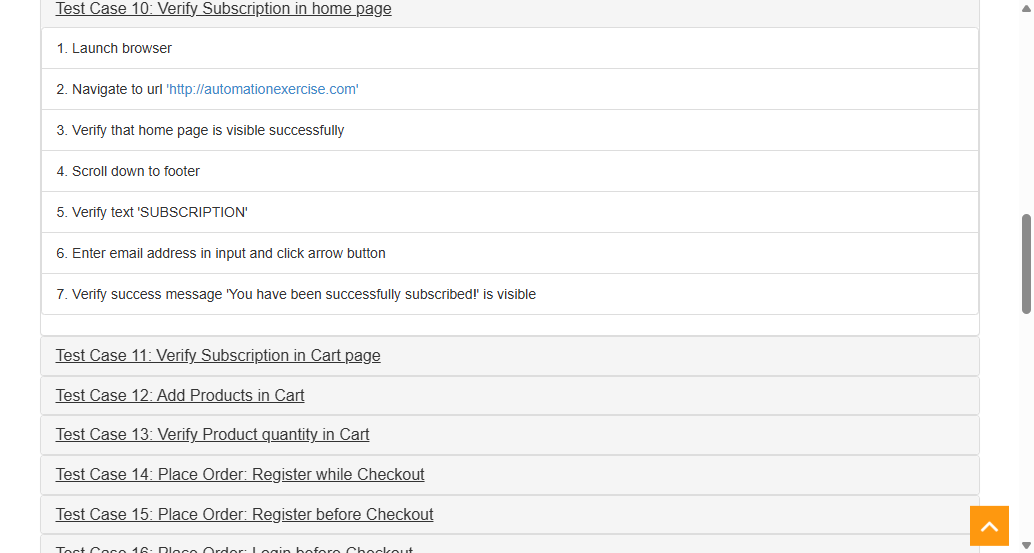 Test Case 10: Verify Subscription in home page
1. Launch browser
2. Navigate to url 'http://automationexercise.com'
3. Verify that home page is visible successfully
4. Scroll down to footer
5. Verify text 'SUBSCRIPTION'
6. Enter email address in input and click arrow button
7. Verify success message 'You have been successfully subscribed!' is visible
Test Case 11: Verify Subscription in Cart page
Test Case 12: Add Products in Cart
Test Case 13: Verify Product quantity in Cart
Test Case 14: Place Order: Register while Checkout
Test Case 15: Place Order: Register before Checkout
Test Case 16: Place Order: Login before Checkout